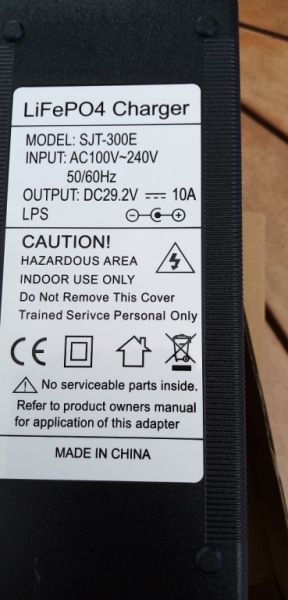 LiFePO4 Charger
MODEL: SJT-300E
INPUT: AC100V~240V
50/60Hz
OUTPUT: DC29.2V ⎓ 10A
LPS
CAUTION!
HAZARDOUS AREA
INDOOR USE ONLY
Do Not Remove This Cover
Trained Serivce Personal Only
CE
No serviceable parts inside.
Refer to product owners manual
for application of this adapter
MADE IN CHINA